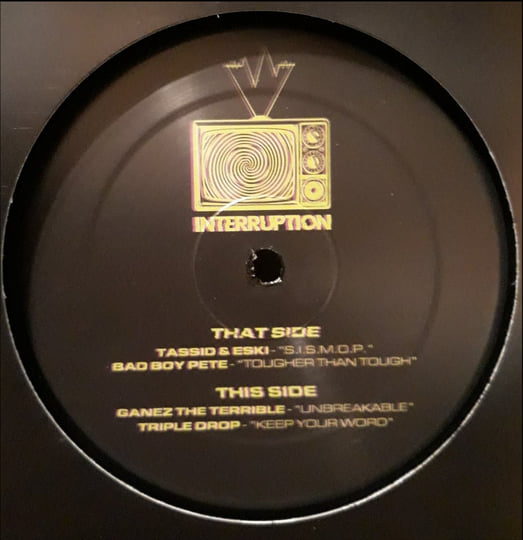 INTERRUPTION
THAT SIDE
TASSID & ESKI - "S.I.S.M.O.P."
BAD BOY PETE - "TOUGHER THAN TOUGH"
THIS SIDE
GANEZ THE TERRIBLE - "UNBREAKABLE"
TRIPLE DROP - "KEEP YOUR WORD"